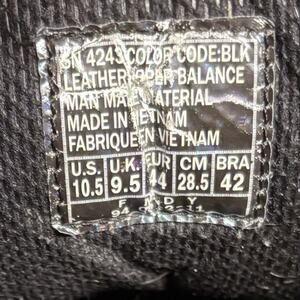 SN 4243 COLOR CODE:BLK
LEATHER UPPER BALANCE
MAN MADE MATERIAL
MADE IN VIETNAM
FABRIQUE EN VIETNAM
U.S. U.K. EUR CM BRA
10.5 9.5 44 28.5 42